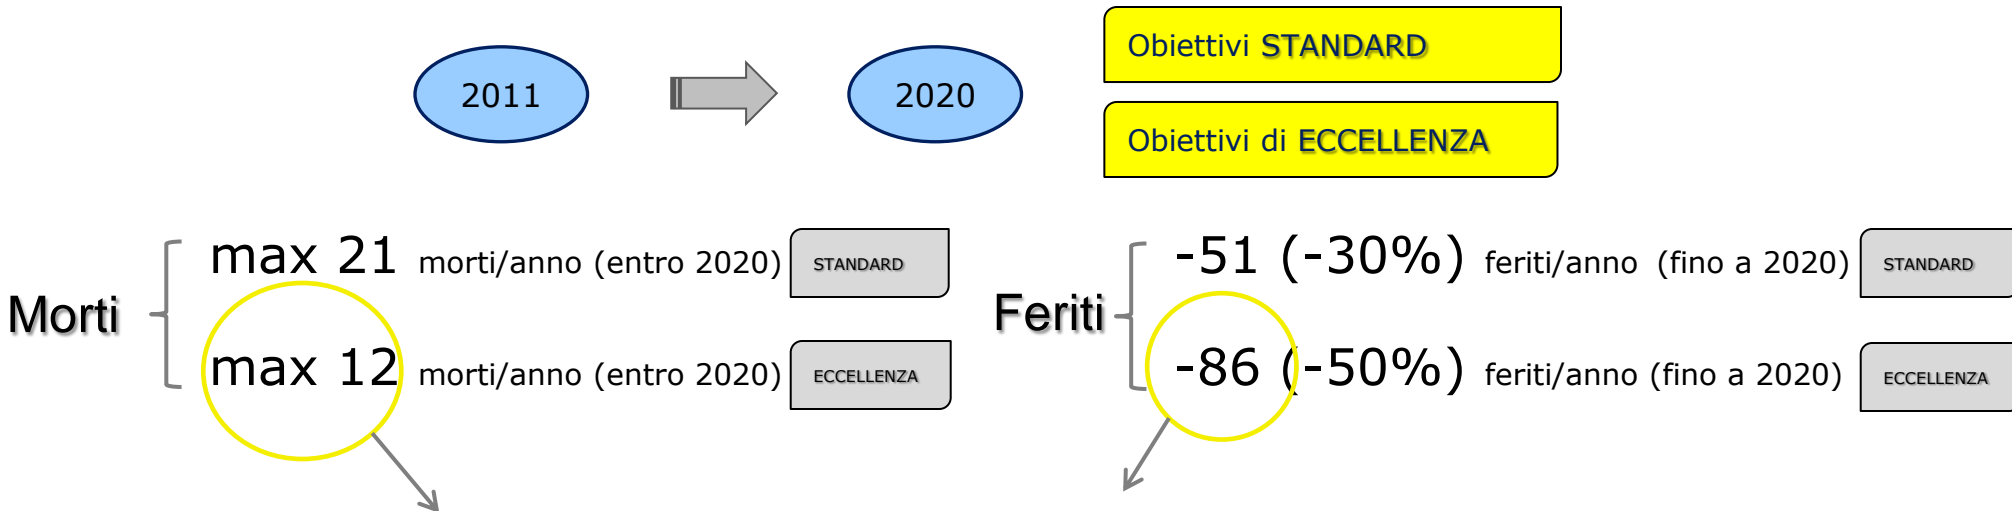 2011
2020
Obiettivi STANDARD
Obiettivi di ECCELLENZA
Morti
max 21 morti/anno (entro 2020) STANDARD
max 12 morti/anno (entro 2020) ECCELLENZA
Feriti
-51 (-30%) feriti/anno (fino a 2020) STANDARD
-86 (-50%) feriti/anno (fino a 2020) ECCELLENZA